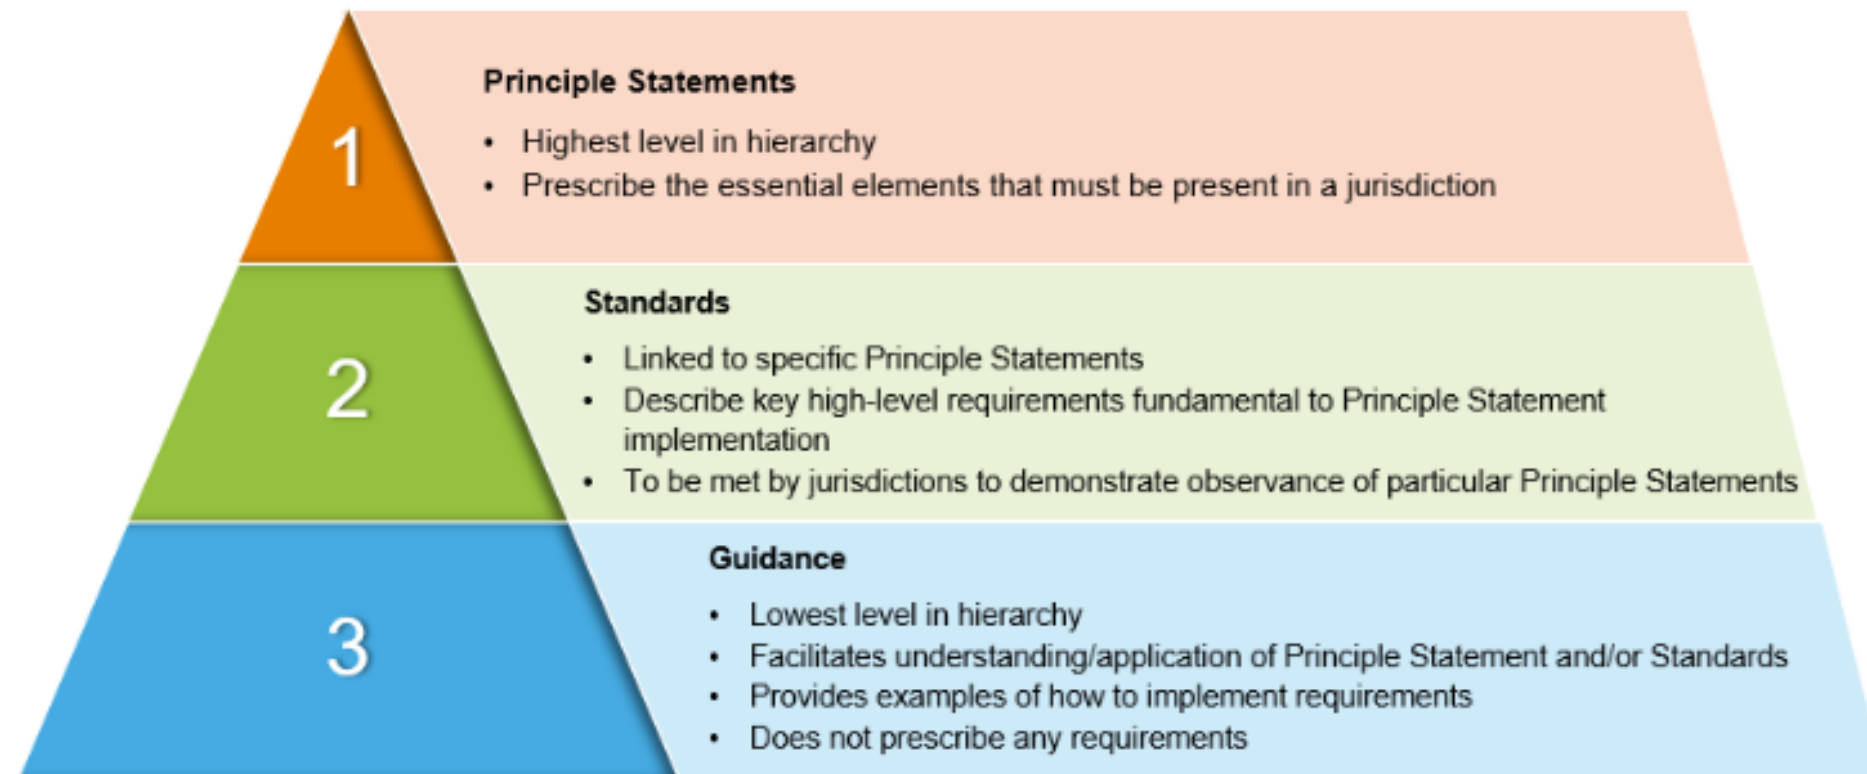 1
Principle Statements
• Highest level in hierarchy
• Prescribe the essential elements that must be present in a jurisdiction
2
Standards
• Linked to specific Principle Statements
• Describe key high-level requirements fundamental to Principle Statement
implementation
• To be met by jurisdictions to demonstrate observance of particular Principle Statements
3
Guidance
• Lowest level in hierarchy
• Facilitates understanding/application of Principle Statement and/or Standards
• Provides examples of how to implement requirements
• Does not prescribe any requirements